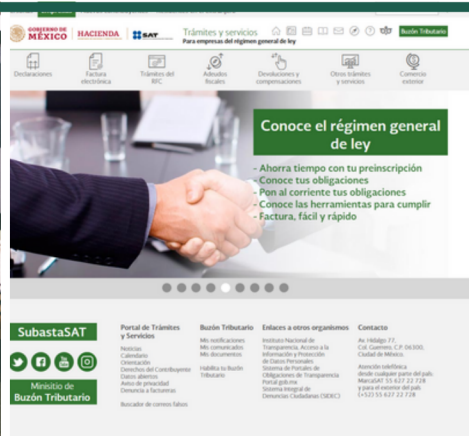 GOBIERNO DE
MÉXICO
HACIENDA
SAT
Trámites y servicios
Para empresas del régimen general de ley
Buzón Tributario
Declaraciones
Factura
electrónica
Trámites del
RFC
Adeudos
fiscales
Devoluciones y
compensaciones
Otros trámites
y servicios
Comercio
exterior
Conoce el régimen general
de ley
- Ahorra tiempo con tu preinscripción
- Conoce tus obligaciones
- Pon al corriente tus obligaciones
- Conoce las herramientas para cumplir
- Factura, fácil y rápido
SubastaSAT
Minisitio de
Buzón Tributario
Portal de Trámites
y Servicios
Noticias
Calendario
Orientación
Derechos del Contribuyente
Datos abiertos
Aviso de privacidad
Denuncia a factureras
Buscador de correos falsos
Buzón Tributario
Mis notificaciones
Mis comunicados
Mis documentos
Habilita tu Buzón
Tributario
Enlaces a otros organismos
Instituto Nacional de
Transparencia, Acceso a la
Información y Protección
de Datos Personales
Sistema de Portales de
Obligaciones de Transparencia
Portal gob.mx
Sistema Integral de
Denuncias Ciudadanas (SIDEC)
Contacto
Av. Hidalgo 77,
Col. Guerrero, C.P. 06300,
Ciudad de México.
Atención telefónica
desde cualquier parte del país.
MarcaSAT 55 627 22 728
y para el exterior del país
(+52) 55 627 22 728